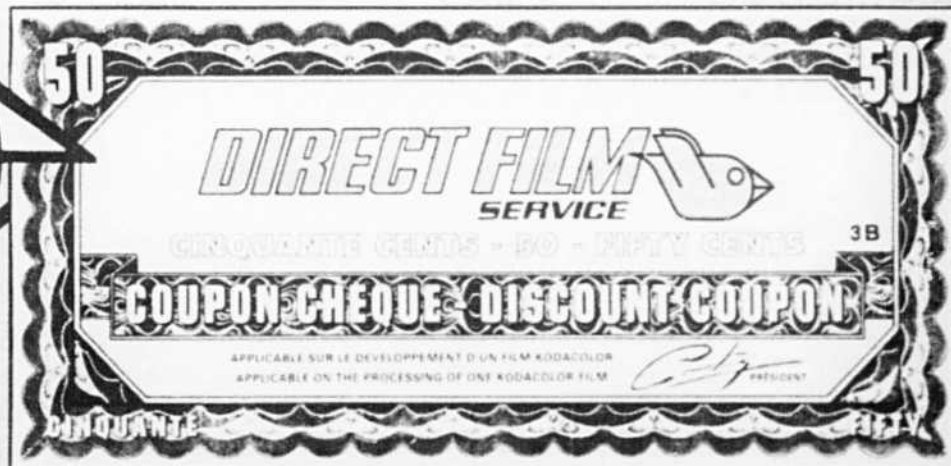 50 50
DIRECT FILM
SERVICE
CINQUANTE CENTS - 50 - FIFTY CENTS
3B
COUPON CHEQUE - DISCOUNT COUPON
APPLICABLE SUR LE DEVELOPPEMENT D'UN FILM KODACOLOR
APPLICABLE ON THE PROCESSING OF ONE KODACOLOR FILM
PRÉSIDENT
CINQUANTE FIFTY